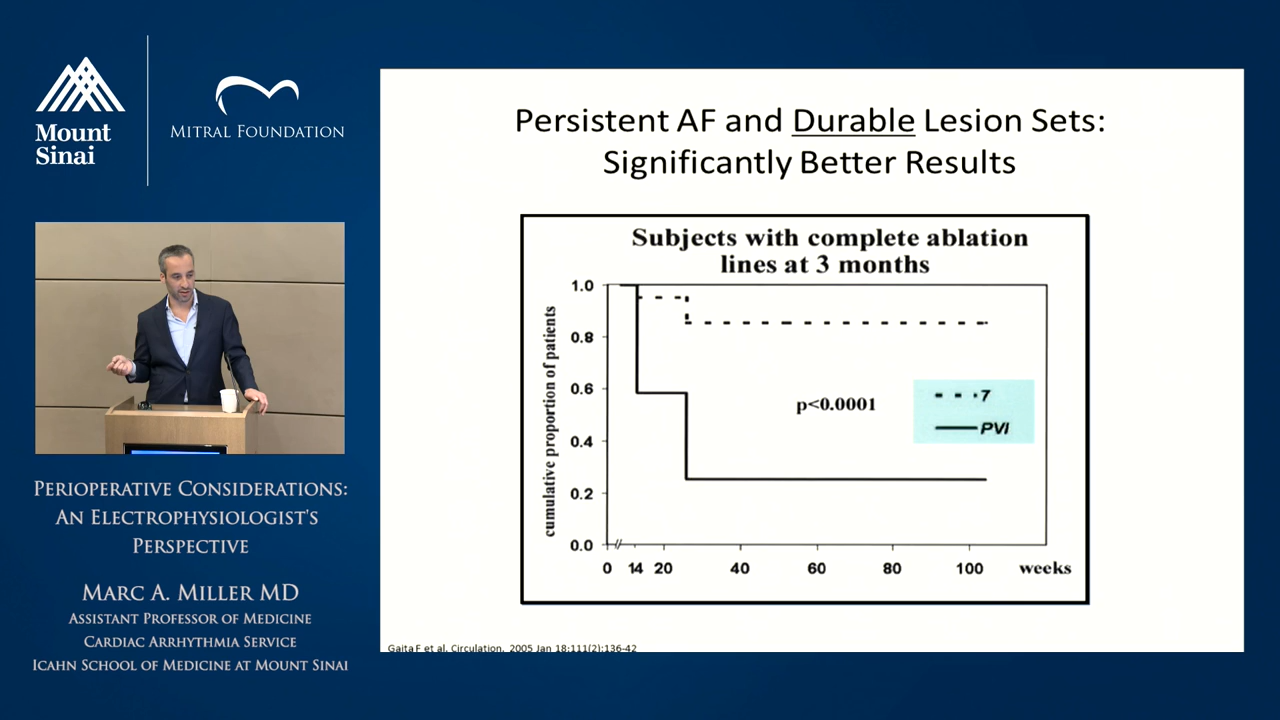 Mount
Sinai
Mitral Foundation
Perioperative Considerations:
An Electrophysiologist's
Perspective
Marc A. Miller MD
Assistant Professor of Medicine
Cardiac Arrhythmia Service
Icahn School of Medicine at Mount Sinai
Persistent AF and Durable Lesion Sets:
Significantly Better Results
Subjects with complete ablation
lines at 3 months
cumulative proportion of patients
1.0
0.8
0.6
0.4
0.2
0.0
p<0.0001
7
PVI
0 14 20 40 60 80 100 weeks
Gaita F et al. Circulation. 2005 Jan 18;111(2):136-42